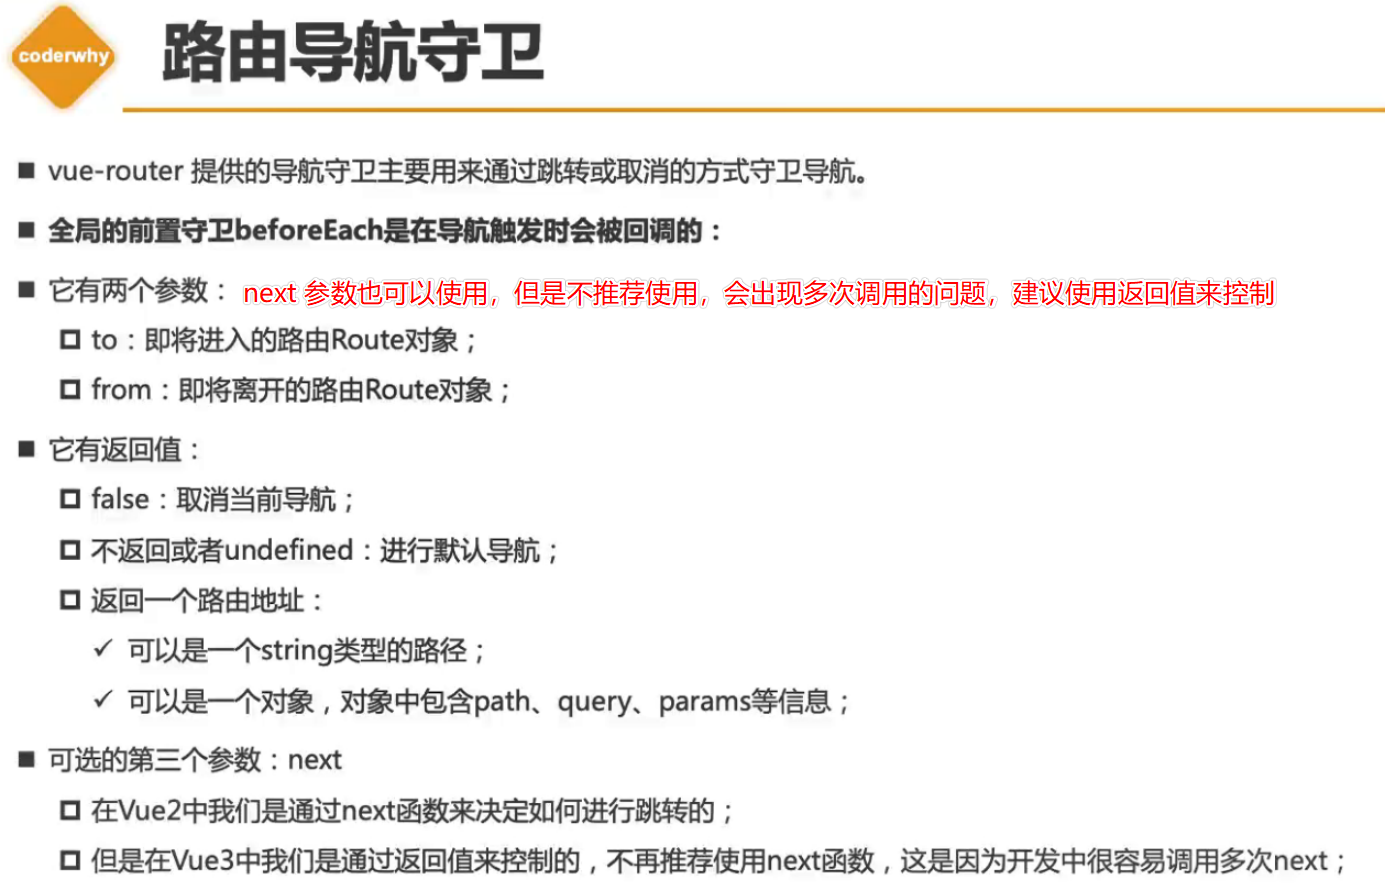 coderwhy
路由导航守卫
■ vue-router 提供的导航守卫主要用来通过跳转或取消的方式守卫导航。
■ 全局的前置守卫beforeEach是在导航触发时会被回调的：
■ 它有两个参数： next 参数也可以使用，但是不推荐使用，会出现多次调用的问题，建议使用返回值来控制
□ to：即将进入的路由Route对象；
□ from：即将离开的路由Route对象；
■ 它有返回值：
□ false：取消当前导航；
□ 不返回或者undefined：进行默认导航；
□ 返回一个路由地址：
✓ 可以是一个string类型的路径；
✓ 可以是一个对象，对象中包含path、query、params等信息；
■ 可选的第三个参数：next
□ 在Vue2中我们是通过next函数来决定如何进行跳转的；
□ 但是在Vue3中我们是通过返回值来控制的，不再推荐使用next函数，这是因为开发中很容易调用多次next；